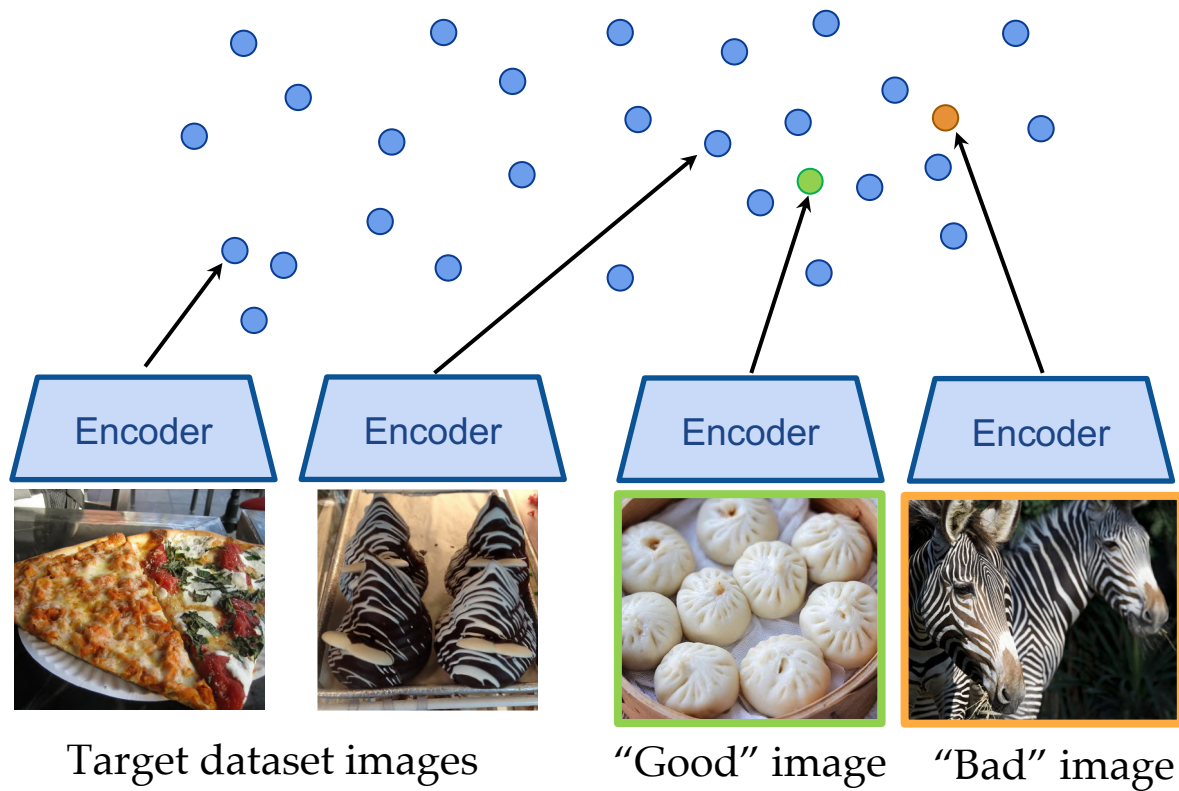 Encoder
Encoder
Encoder
Encoder
Target dataset images
“Good” image
“Bad” image